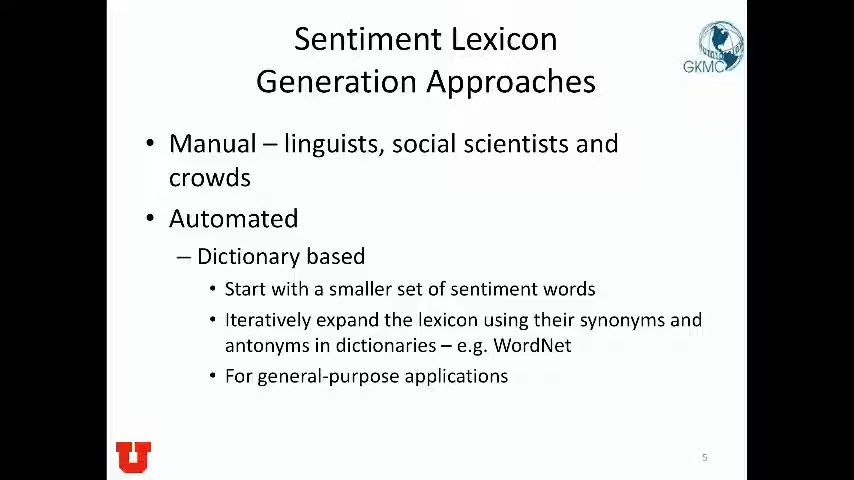 Sentiment Lexicon
Generation Approaches
GKMC
• Manual – linguists, social scientists and
crowds
• Automated
– Dictionary based
• Start with a smaller set of sentiment words
• Iteratively expand the lexicon using their synonyms and
antonyms in dictionaries – e.g. WordNet
• For general-purpose applications
U
5